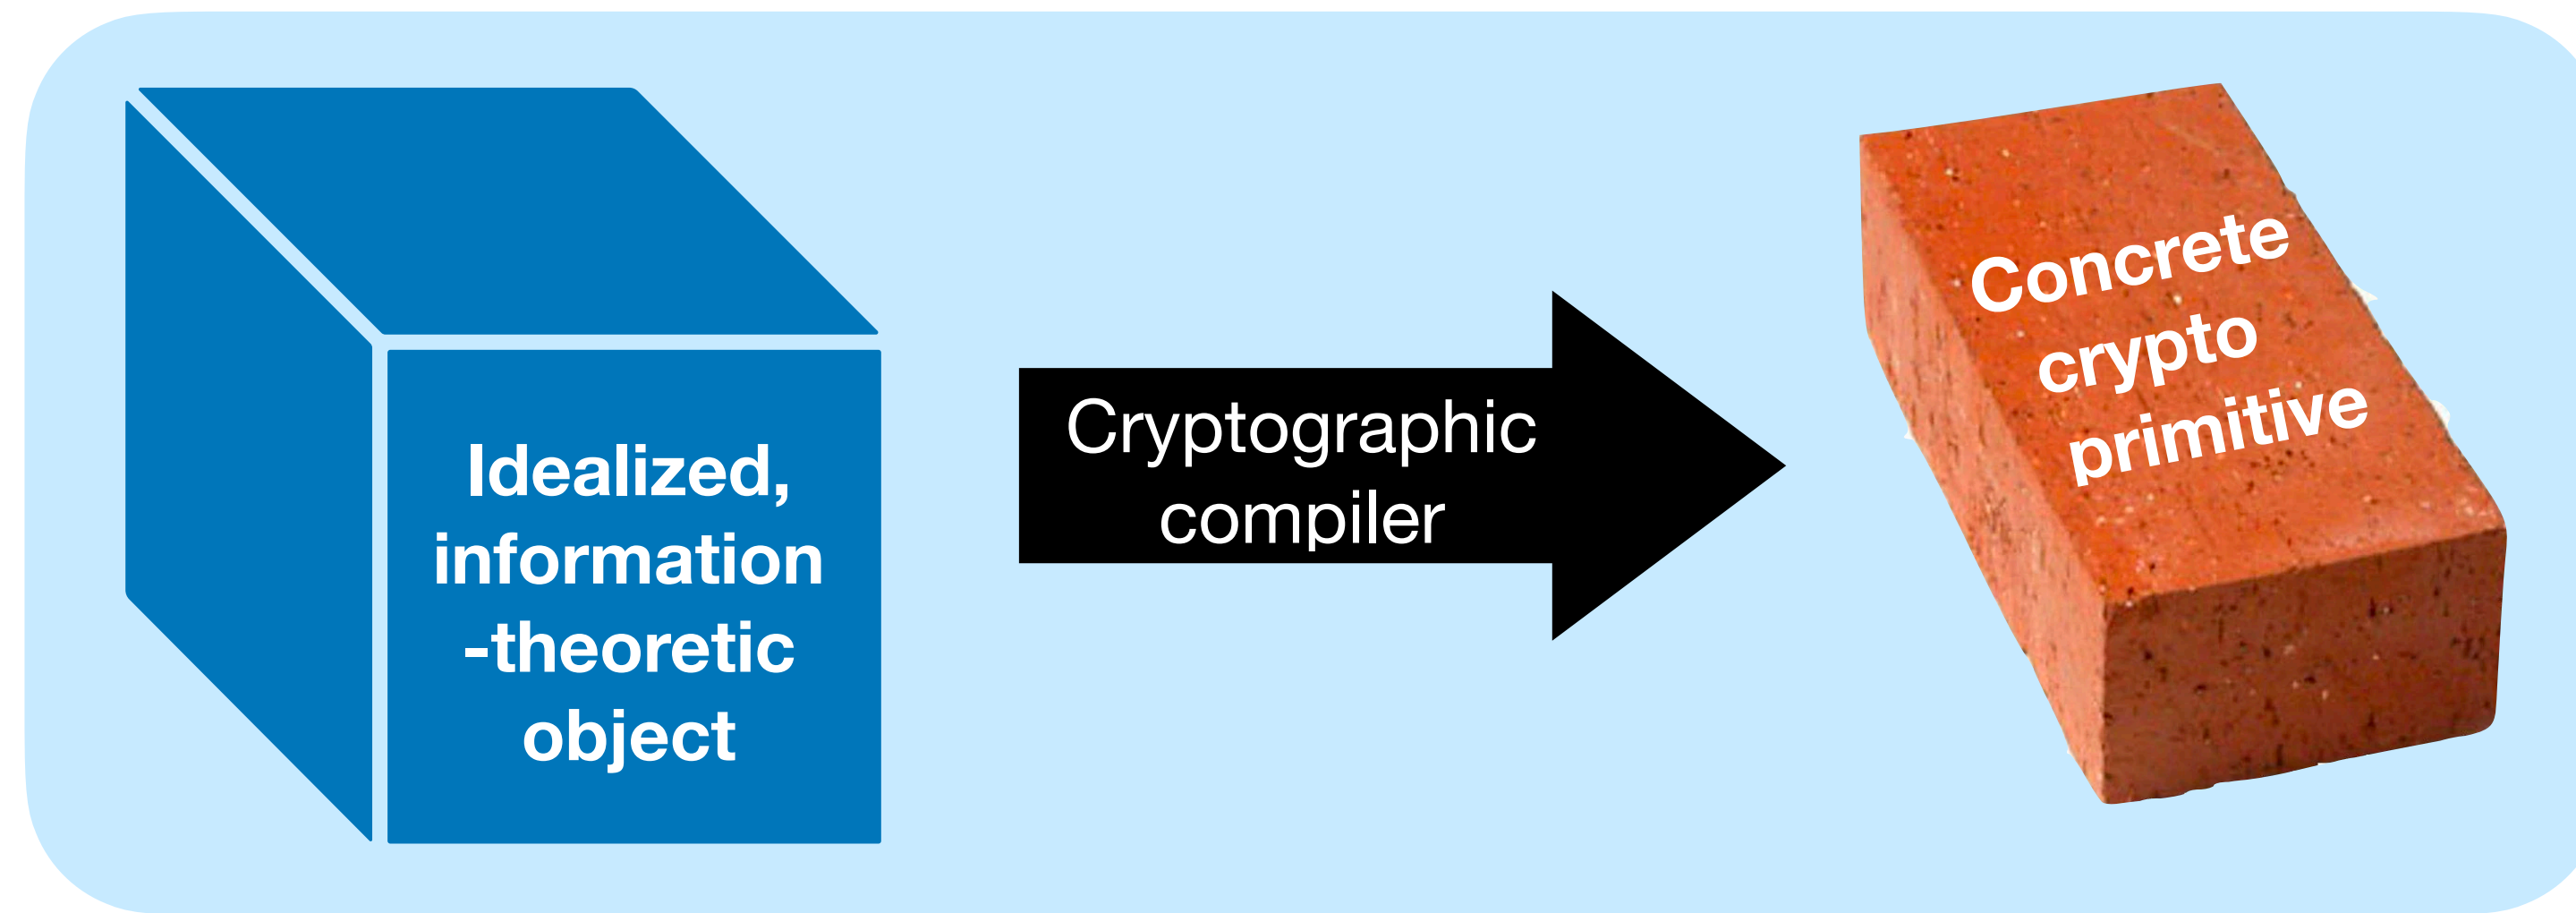 Idealized,
information
-theoretic
object
Cryptographic
compiler
Concrete
crypto
primitive